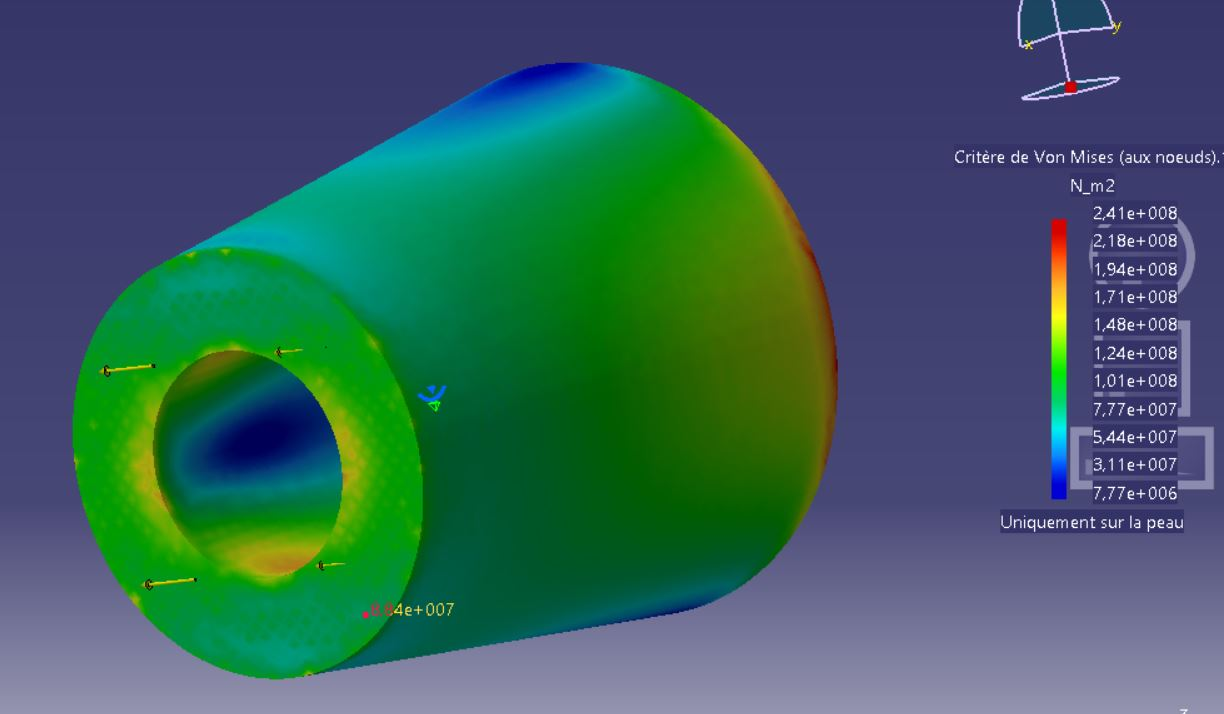 y
x
Critère de Von Mises (aux noeuds).
N_m2
2,41e+008
2,18e+008
1,94e+008
1,71e+008
1,48e+008
1,24e+008
1,01e+008
7,77e+007
5,44e+007
3,11e+007
7,77e+006
Uniquement sur la peau